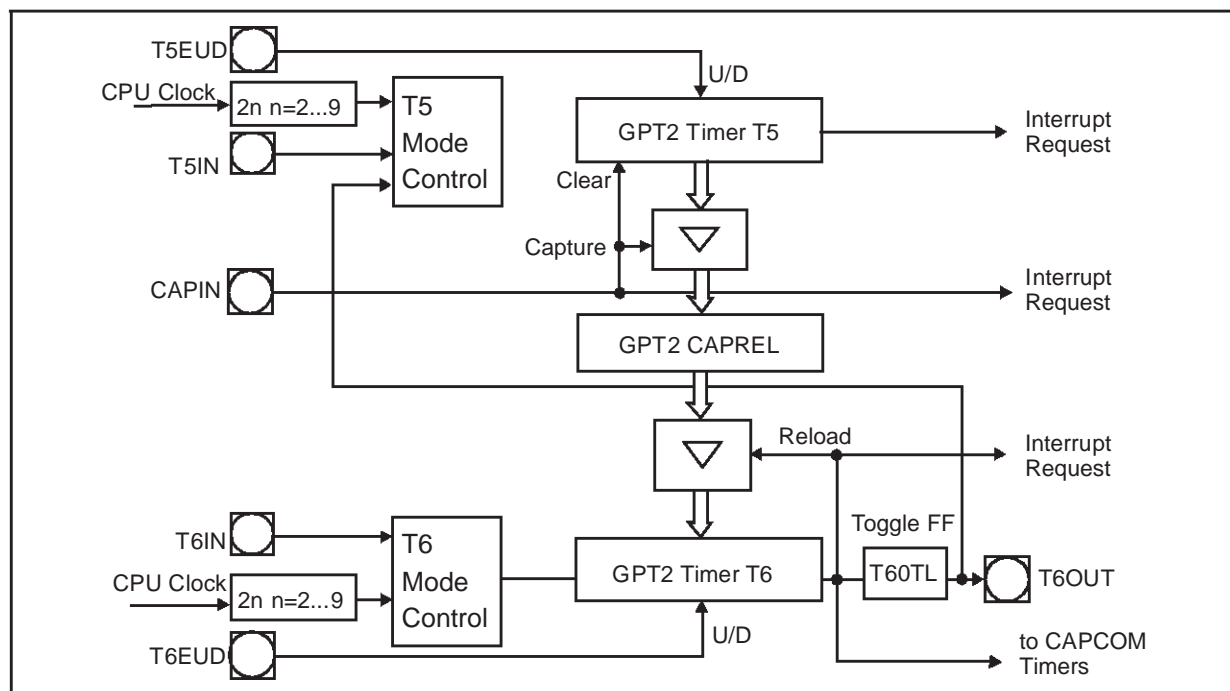 T5EUD
U/D
CPU Clock
2n n=2...9
T5
Mode
Control
GPT2 Timer T5
Interrupt
Request
T5IN
Clear
Capture
CAPIN
Interrupt
Request
GPT2 CAPREL
Reload
Interrupt
Request
T6IN
T6
Mode
Control
Toggle FF
GPT2 Timer T6
T60TL
T6OUT
CPU Clock
2n n=2...9
U/D
T6EUD
to CAPCOM
Timers